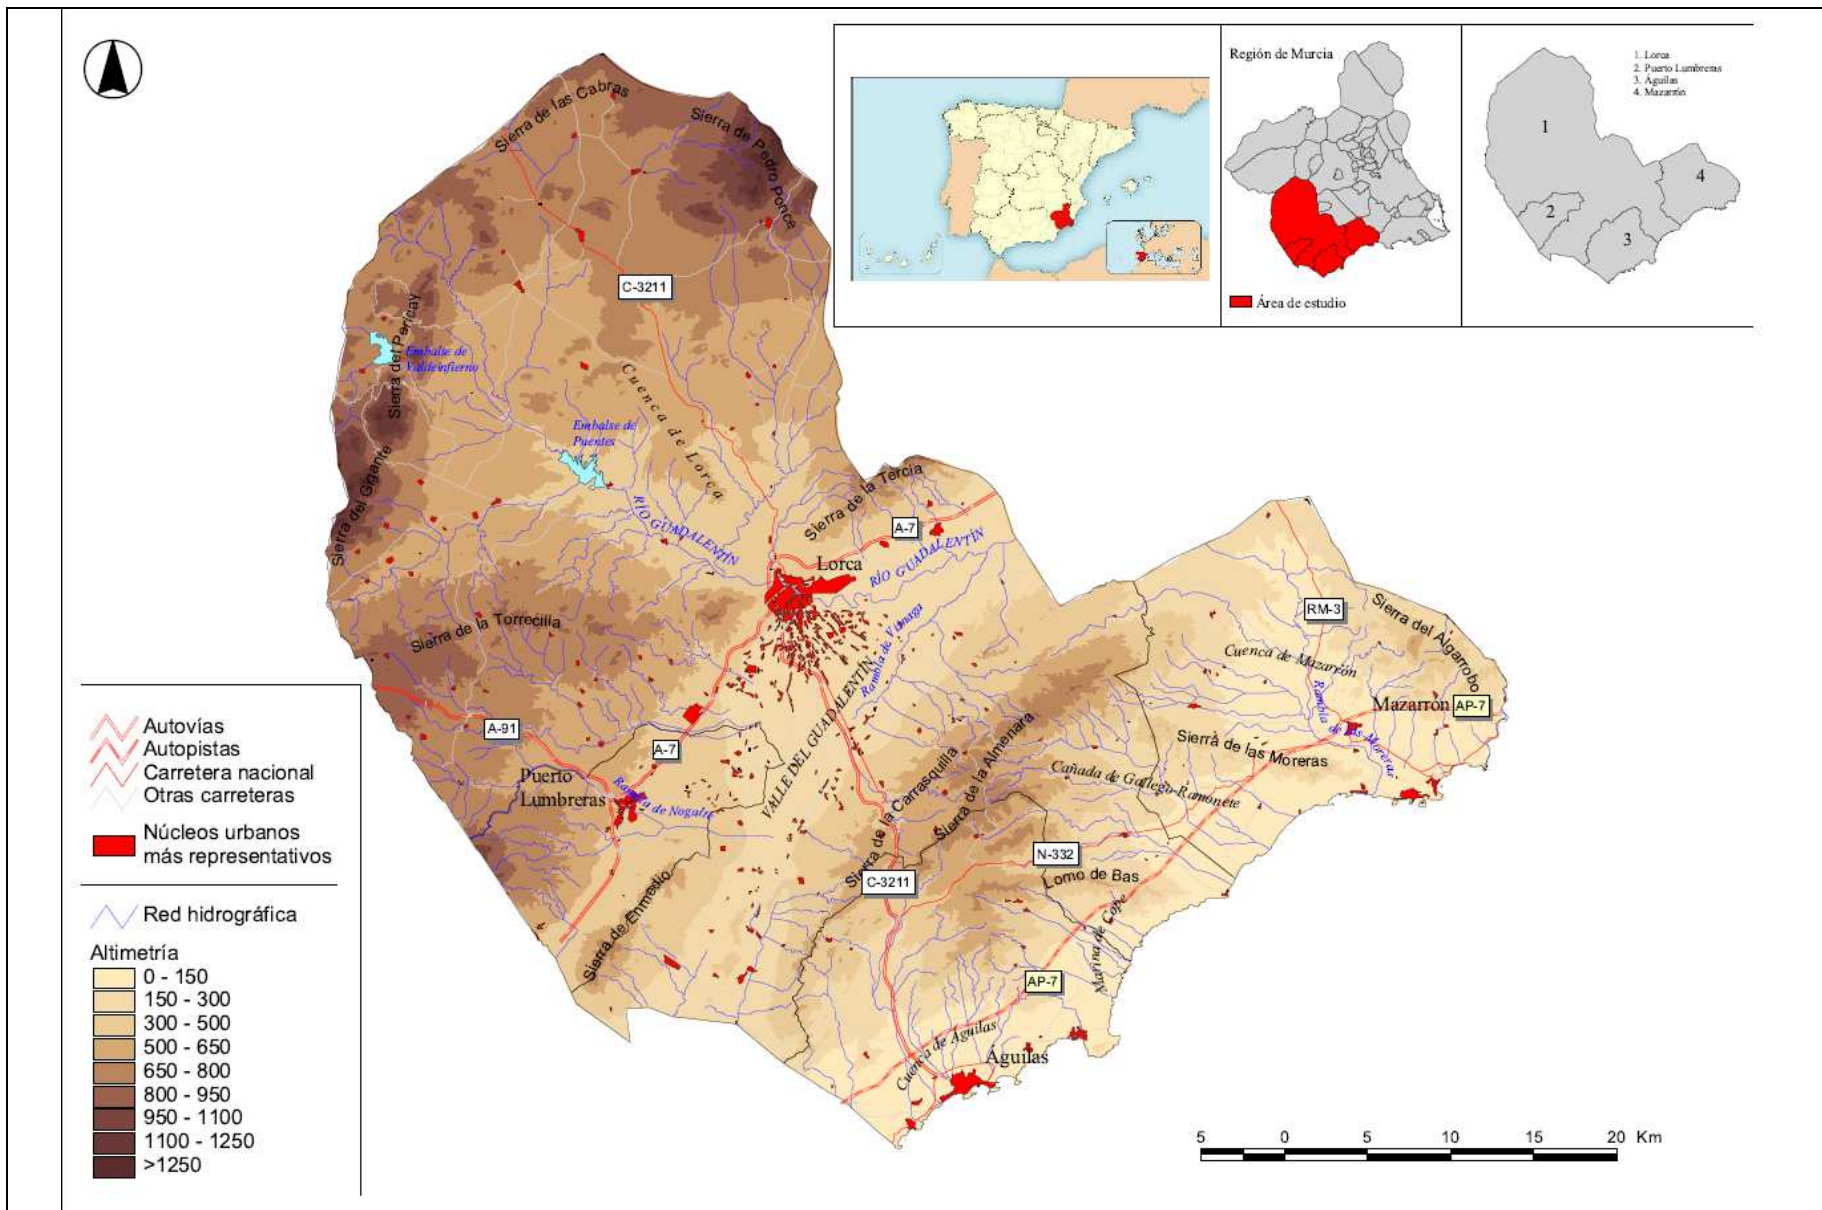 Región de Murcia
Área de estudio
1. Lorca
2. Puerto Lumbreras
3. Águilas
4. Mazarrón
1
2
3
4
Sierra de las Cabras
Sierra de Pedro Ponce
C-3211
Sierra del Pericay
Embalse de
Valdeinfierno
Cuenca de Lorca
Embalse de
Puentes
Sierra del Gigante
RÍO GUADALENTÍN
Sierra de la Tercia
A-7
RÍO GUADALENTÍN
Lorca
Sierra de la Torrecilla
Rambla de Viznaga
RM-3
Sierra del Algarrobo
Cuenca de Mazarrón
Rambla de las Moreras
Mazarrón
AP-7
A-91
A-7
VALLE DEL GUADALENTÍN
Sierra de las Moreras
Puerto
Lumbreras
Rambla de Nogalte
Sierra de la Carrasquilla
Sierra de la Almenara
Cañada de Gallego-Ramonete
N-332
C-3211
Lomo de Bas
Sierra de Enmedio
Marina de Cope
AP-7
Cuenca de Águilas
Águilas
Autovías
Autopistas
Carretera nacional
Otras carreteras
Núcleos urbanos
más representativos
Red hidrográfica
Altimetría
0 - 150
150 - 300
300 - 500
500 - 650
650 - 800
800 - 950
950 - 1100
1100 - 1250
>1250
5 0 5 10 15 20 Km